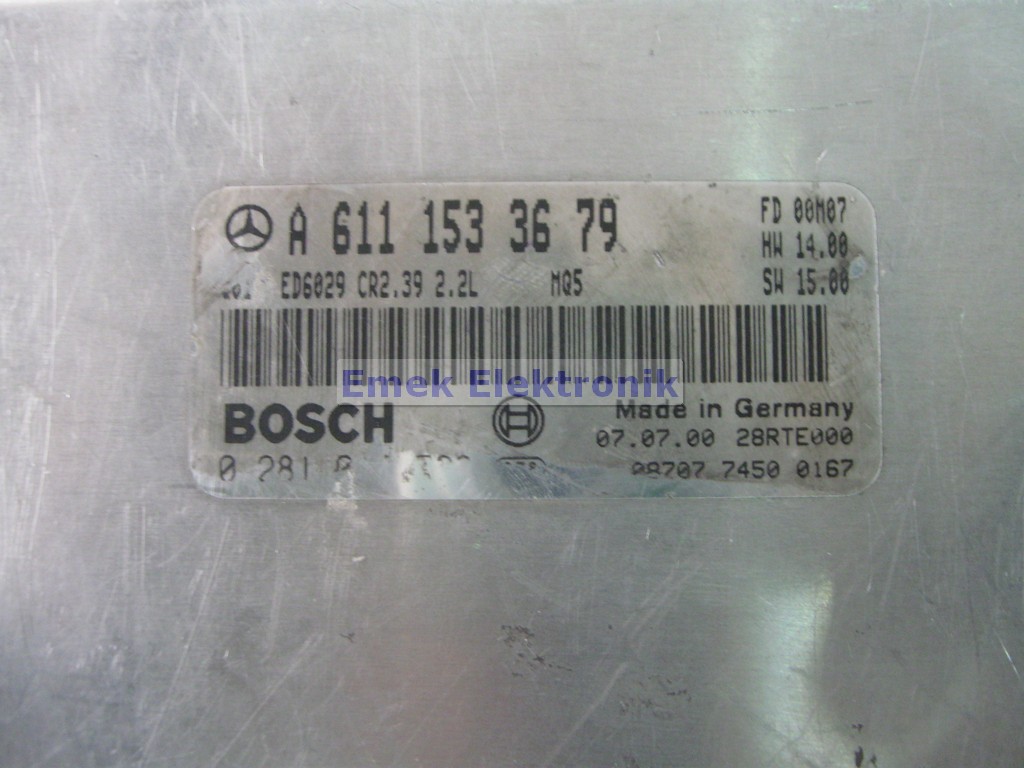 A 611 153 36 79
FD 00M07
HW 14.00
ED6029 CR2.39 2.2L MQ5
SW 15.00
Emek Elektronik
BOSCH
Made in Germany
07.07.00 28RTE000
0 281
08707 7450 0167